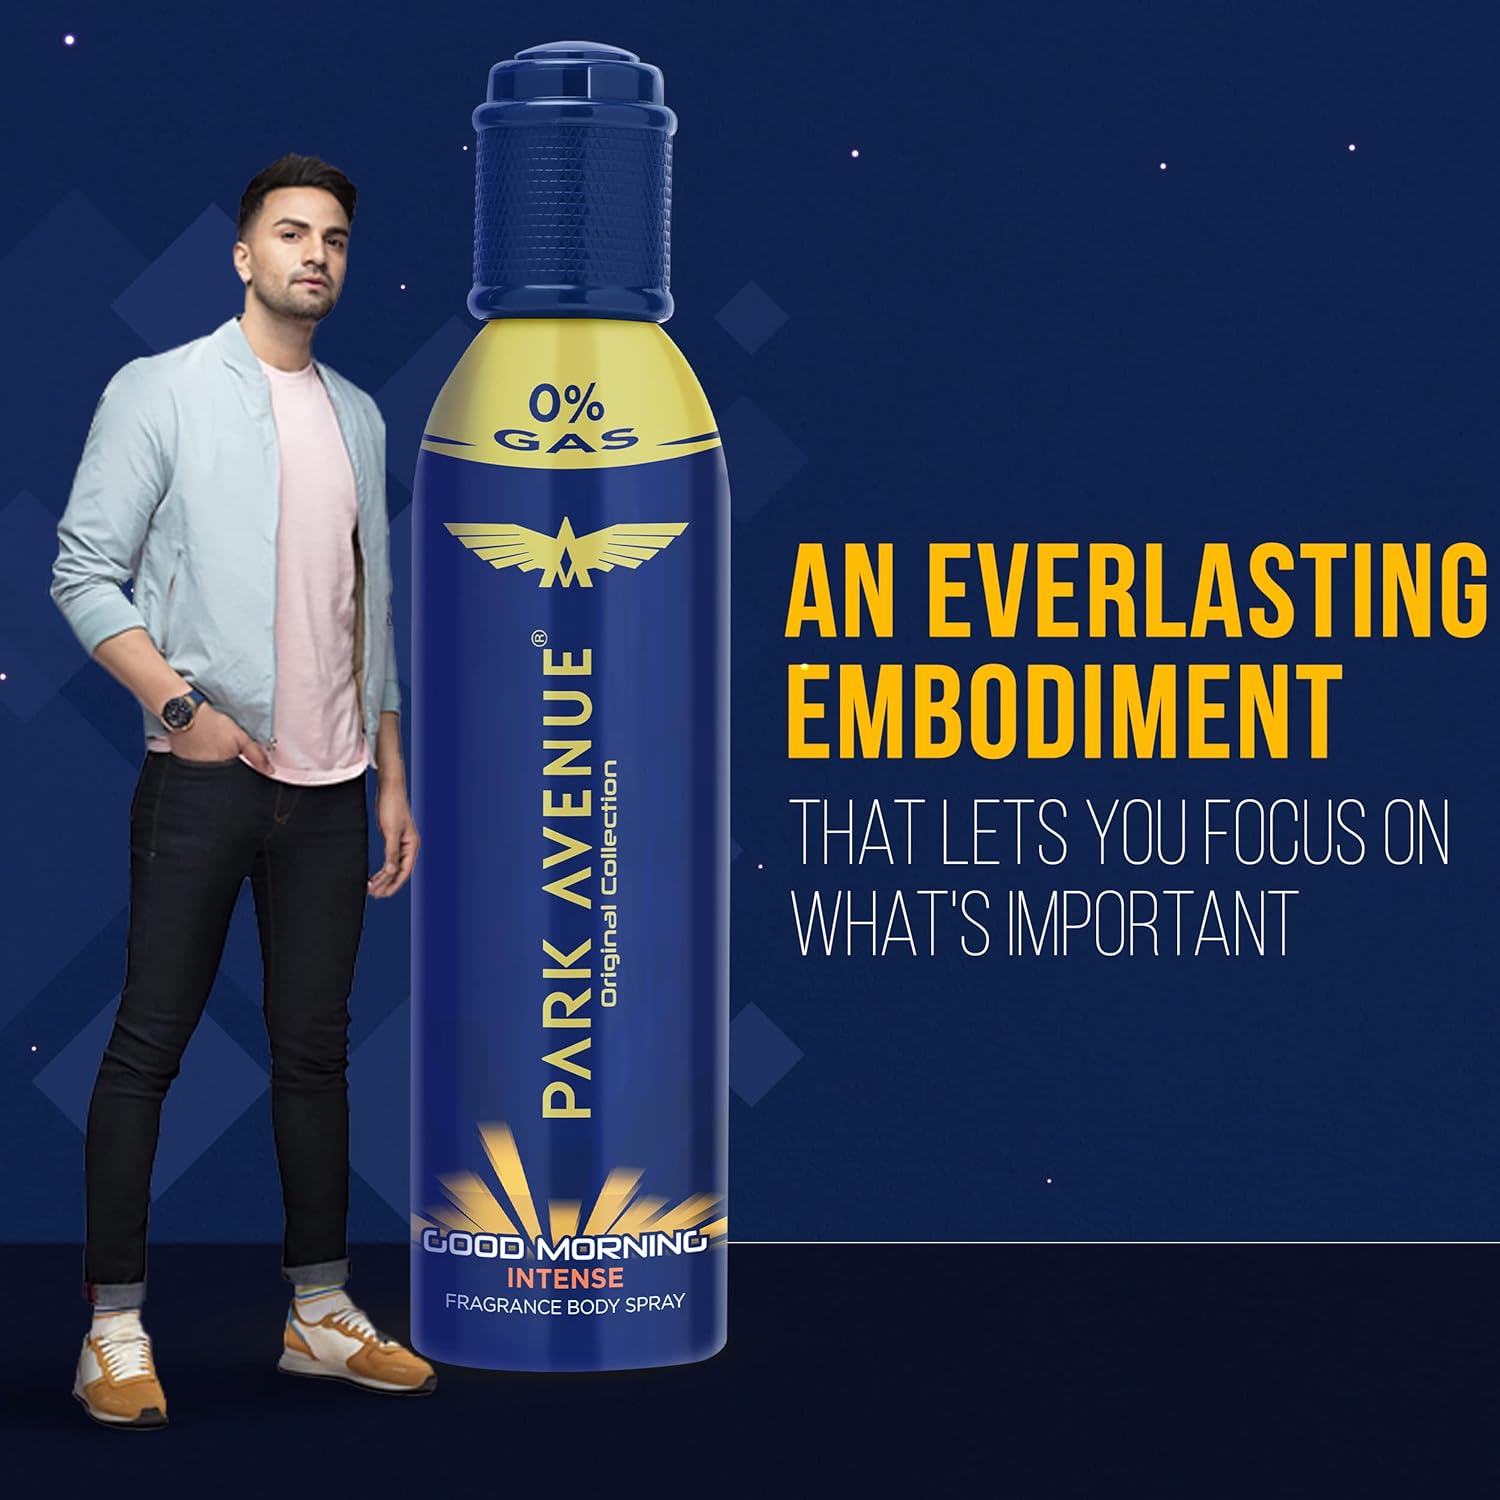 0%
GAS
PARK AVENUE®
Original Collection
GOOD MORNING
INTENSE
FRAGRANCE BODY SPRAY
AN EVERLASTING
EMBODIMENT
THAT LETS YOU FOCUS ON
WHAT'S IMPORTANT